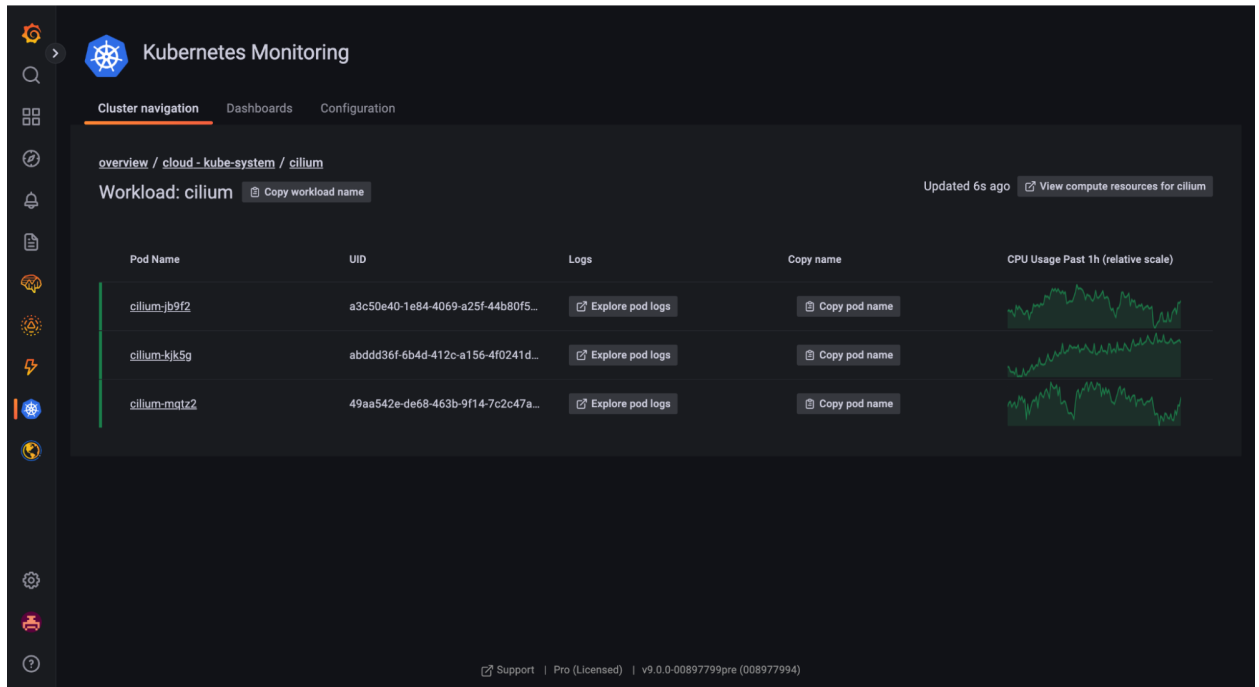 Kubernetes Monitoring
Cluster navigation Dashboards Configuration
overview / cloud - kube-system / cilium
Workload: cilium Copy workload name
Updated 6s ago View compute resources for cilium
Pod Name UID Logs Copy name CPU Usage Past 1h (relative scale)
cilium-jb9f2 a3c50e40-1e84-4069-a25f-44b80f5... Explore pod logs Copy pod name
cilium-kjk5g abddd36f-6b4d-412c-a156-4f0241d... Explore pod logs Copy pod name
cilium-mqtz2 49aa542e-de68-463b-9f14-7c2c47a... Explore pod logs Copy pod name
Support | Pro (Licensed) | v9.0.0-00897799pre (008977994)